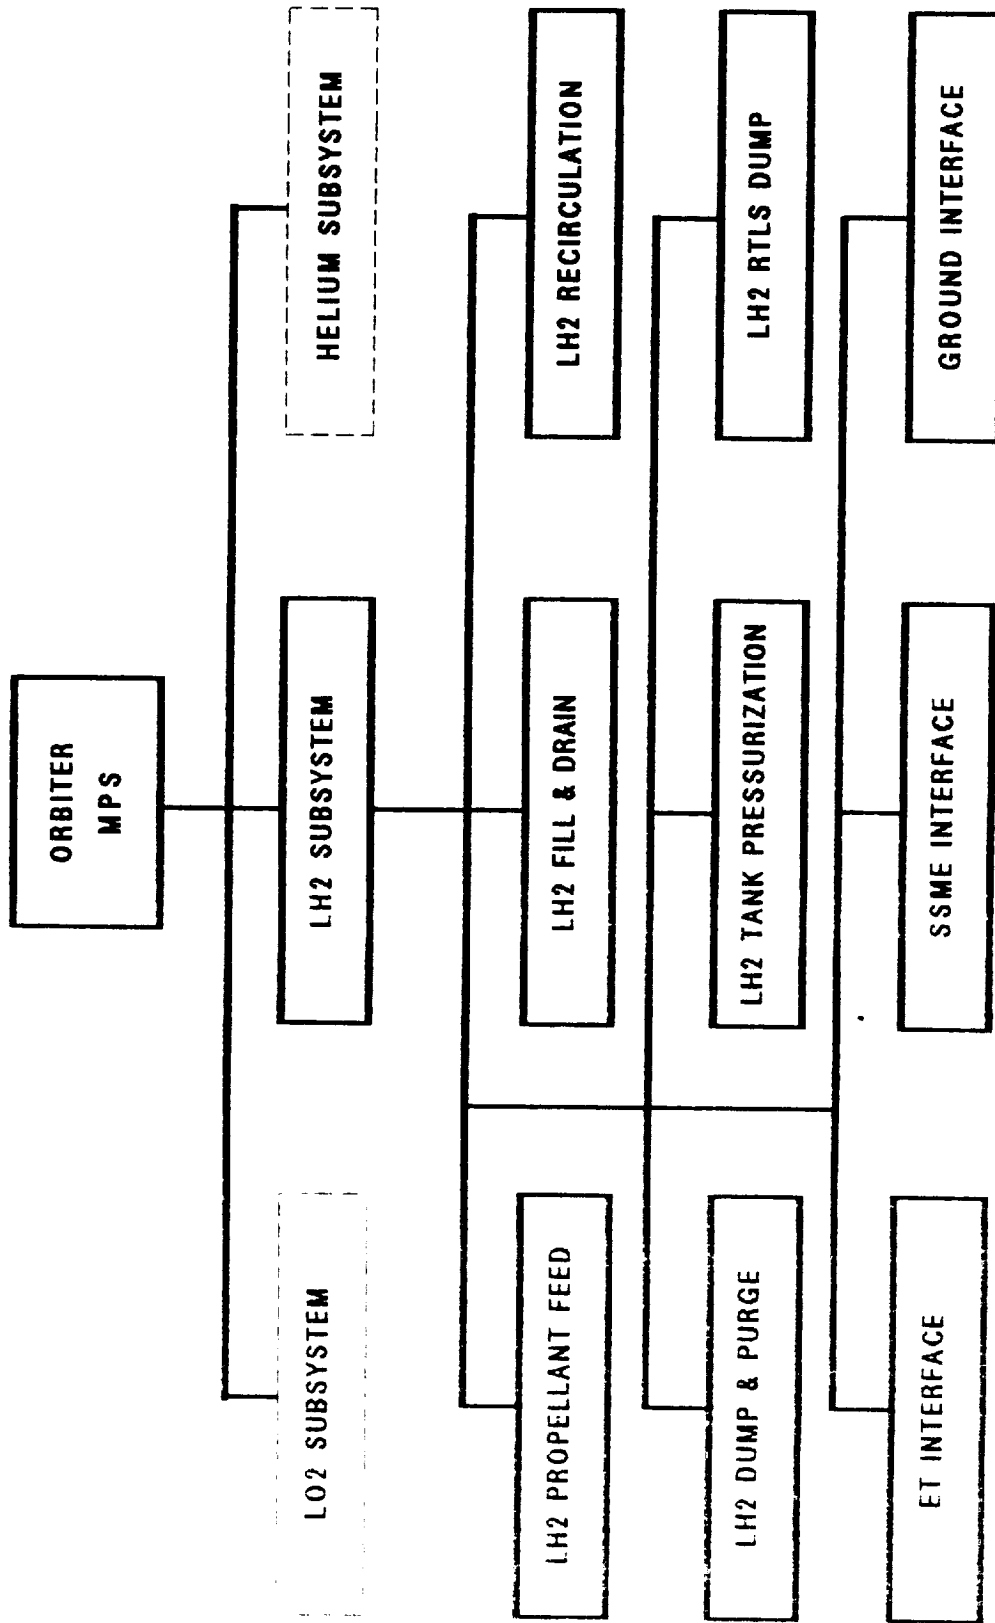 ORBITER
MPS
LO2 SUBSYSTEM
LH2 SUBSYSTEM
HELIUM SUBSYSTEM
LH2 PROPELLANT FEED
LH2 FILL & DRAIN
LH2 RECIRCULATION
LH2 DUMP & PURGE
LH2 TANK PRESSURIZATION
LH2 RTLS DUMP
ET INTERFACE
SSME INTERFACE
GROUND INTERFACE